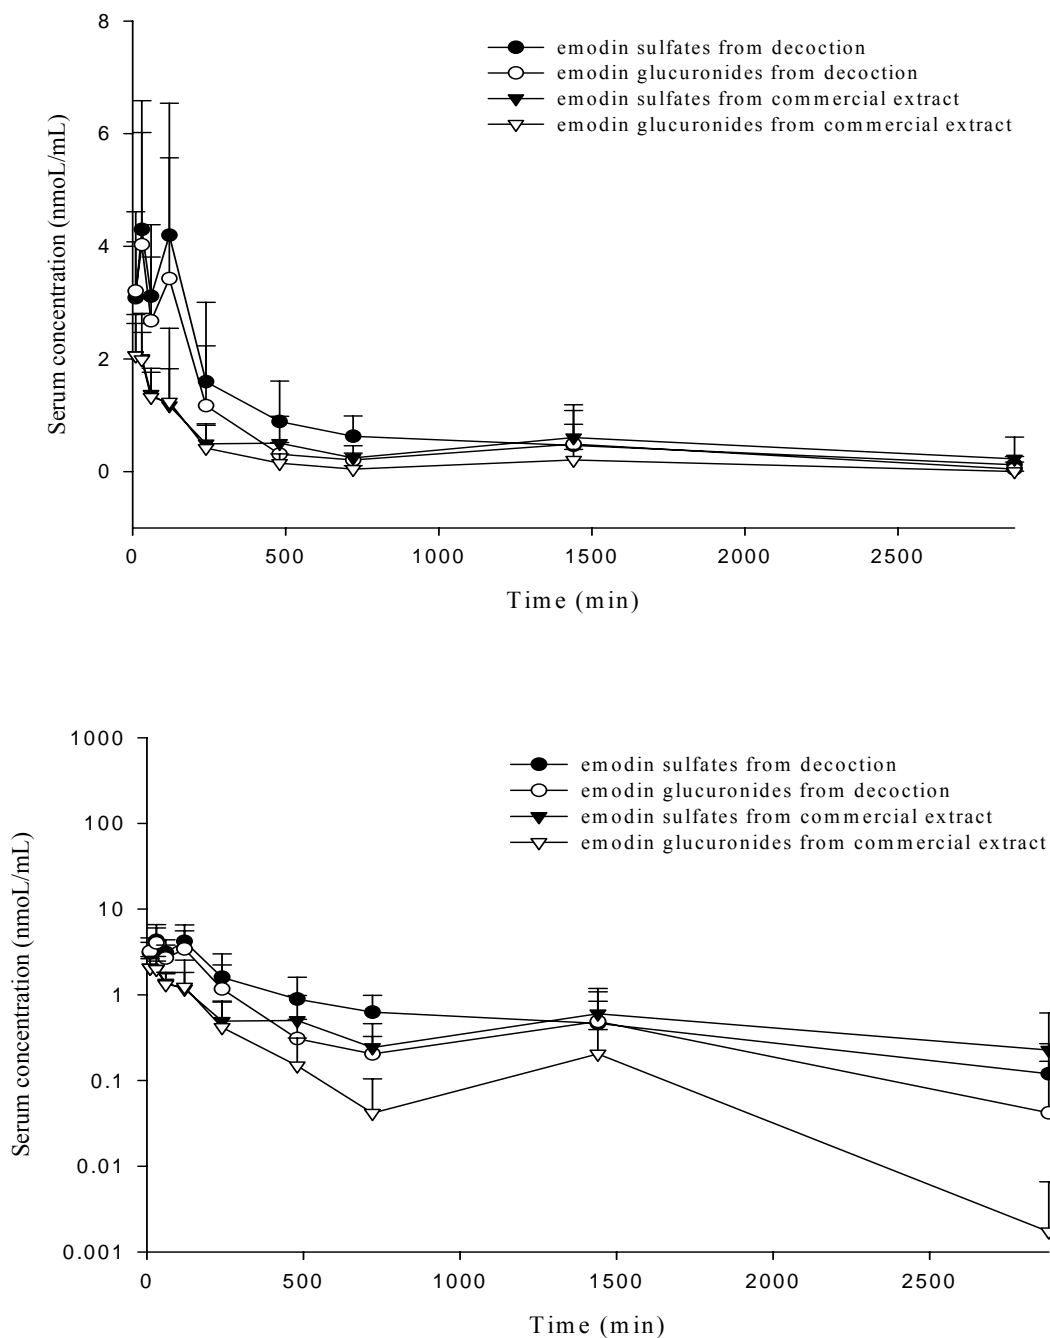 8
emodin sulfates from decoction
emodin glucuronides from decoction
emodin sulfates from commercial extract
emodin glucuronides from commercial extract
6
4
2
0
Serum concentration (nmoL/mL)
0 500 1000 1500 2000 2500
Time (min)
1000
emodin sulfates from decoction
emodin glucuronides from decoction
emodin sulfates from commercial extract
emodin glucuronides from commercial extract
100
10
1
0.1
0.01
0.001
Serum concentration (nmoL/mL)
0 500 1000 1500 2000 2500
Time (min)